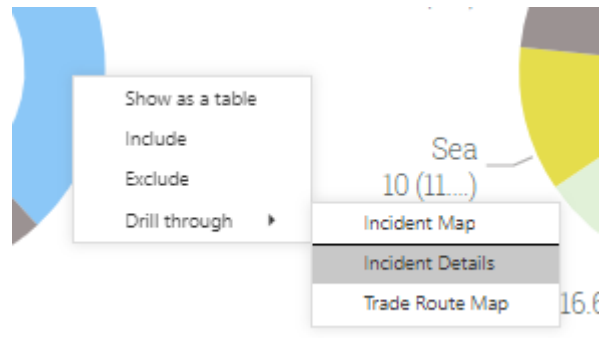 Show as a table
Include
Exclude
Drill through
Incident Map
Incident Details
Trade Route Map
Sea
10 (11....)
16.6